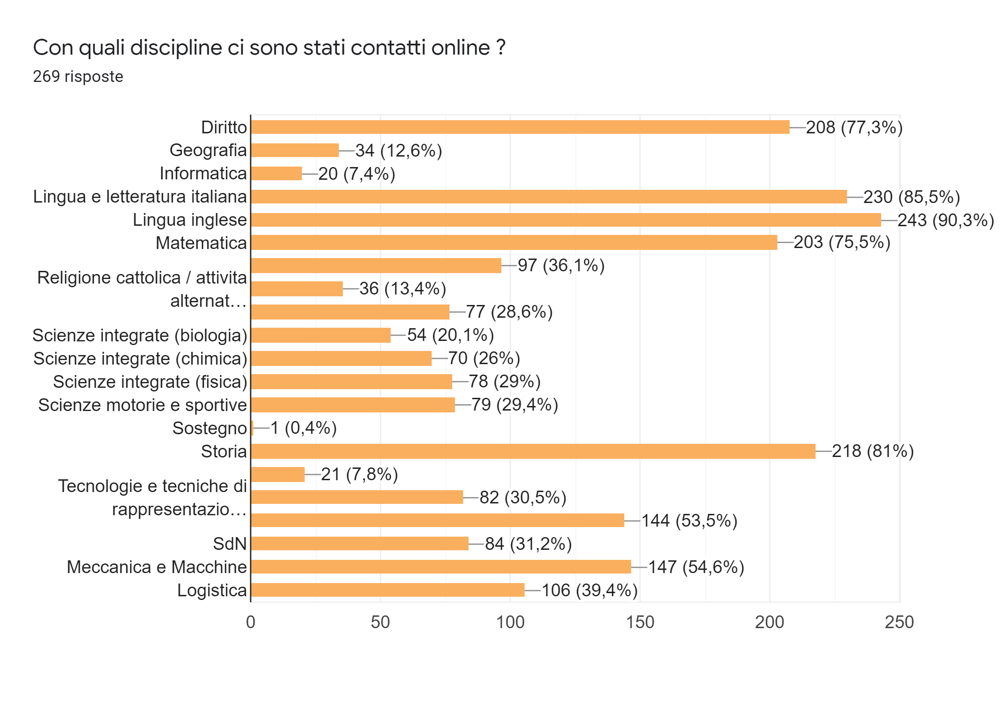 Con quali discipline ci sono stati contatti online ?
269 risposte
Diritto
208 (77,3%)
Geografia
34 (12,6%)
Informatica
20 (7,4%)
Lingua e letteratura italiana
230 (85,5%)
Lingua inglese
243 (90,3%)
Matematica
203 (75,5%)
97 (36,1%)
Religione cattolica / attivita
alternat…
36 (13,4%)
77 (28,6%)
Scienze integrate (biologia)
54 (20,1%)
Scienze integrate (chimica)
70 (26%)
Scienze integrate (fisica)
78 (29%)
Scienze motorie e sportive
79 (29,4%)
Sostegno
1 (0,4%)
Storia
218 (81%)
21 (7,8%)
Tecnologie e tecniche di
rappresentazio…
82 (30,5%)
144 (53,5%)
SdN
84 (31,2%)
Meccanica e Macchine
147 (54,6%)
Logistica
106 (39,4%)
0 50 100 150 200 250